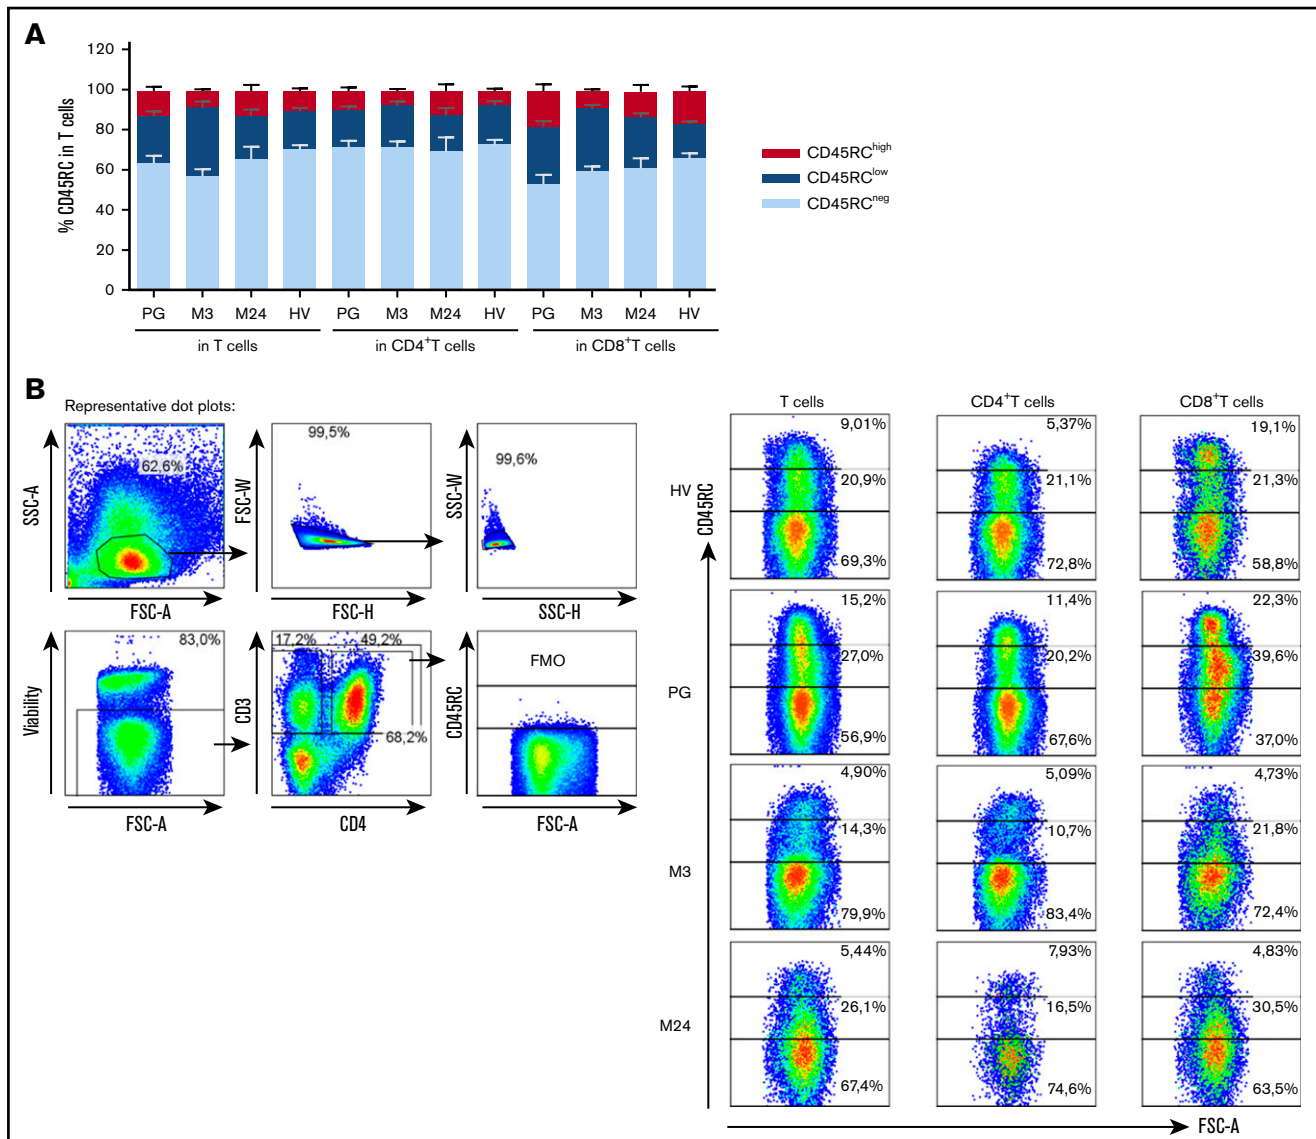 A
120
100
80
60
40
20
0
% CD45RC in T cells
PG M3 M24 HV PG M3 M24 HV PG M3 M24 HV
in T cells in CD4+T cells in CD8+T cells
CD45RChigh
CD45RClow
CD45RCneg
B
Representative dot plots:
SSC-A
62,6%
FSC-A
FSC-W
99,5%
FSC-H
SSC-W
99,6%
SSC-H
Viability
83,0%
FSC-A
CD3
17,2% 49,2%
68,2%
CD4
CD45RC
FMO
FSC-A
T cells CD4+T cells CD8+T cells
CD45RC
HV
9,01% 5,37% 19,1%
20,9% 21,1% 21,3%
69,3% 72,8% 58,8%
PG
15,2% 11,4% 22,3%
27,0% 20,2% 39,6%
56,9% 67,6% 37,0%
M3
4,90% 5,09% 4,73%
14,3% 10,7% 21,8%
79,9% 83,4% 72,4%
M24
5,44% 7,93% 4,83%
26,1% 16,5% 30,5%
67,4% 74,6% 63,5%
FSC-A